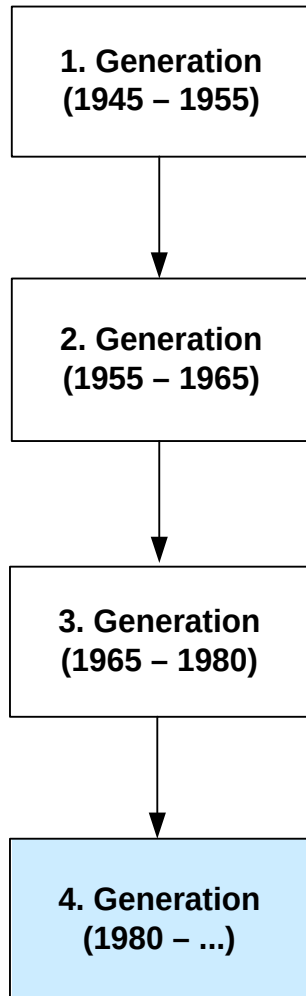 1. Generation
(1945 – 1955)
2. Generation
(1955 – 1965)
3. Generation
(1965 – 1980)
4. Generation
(1980 – ...)